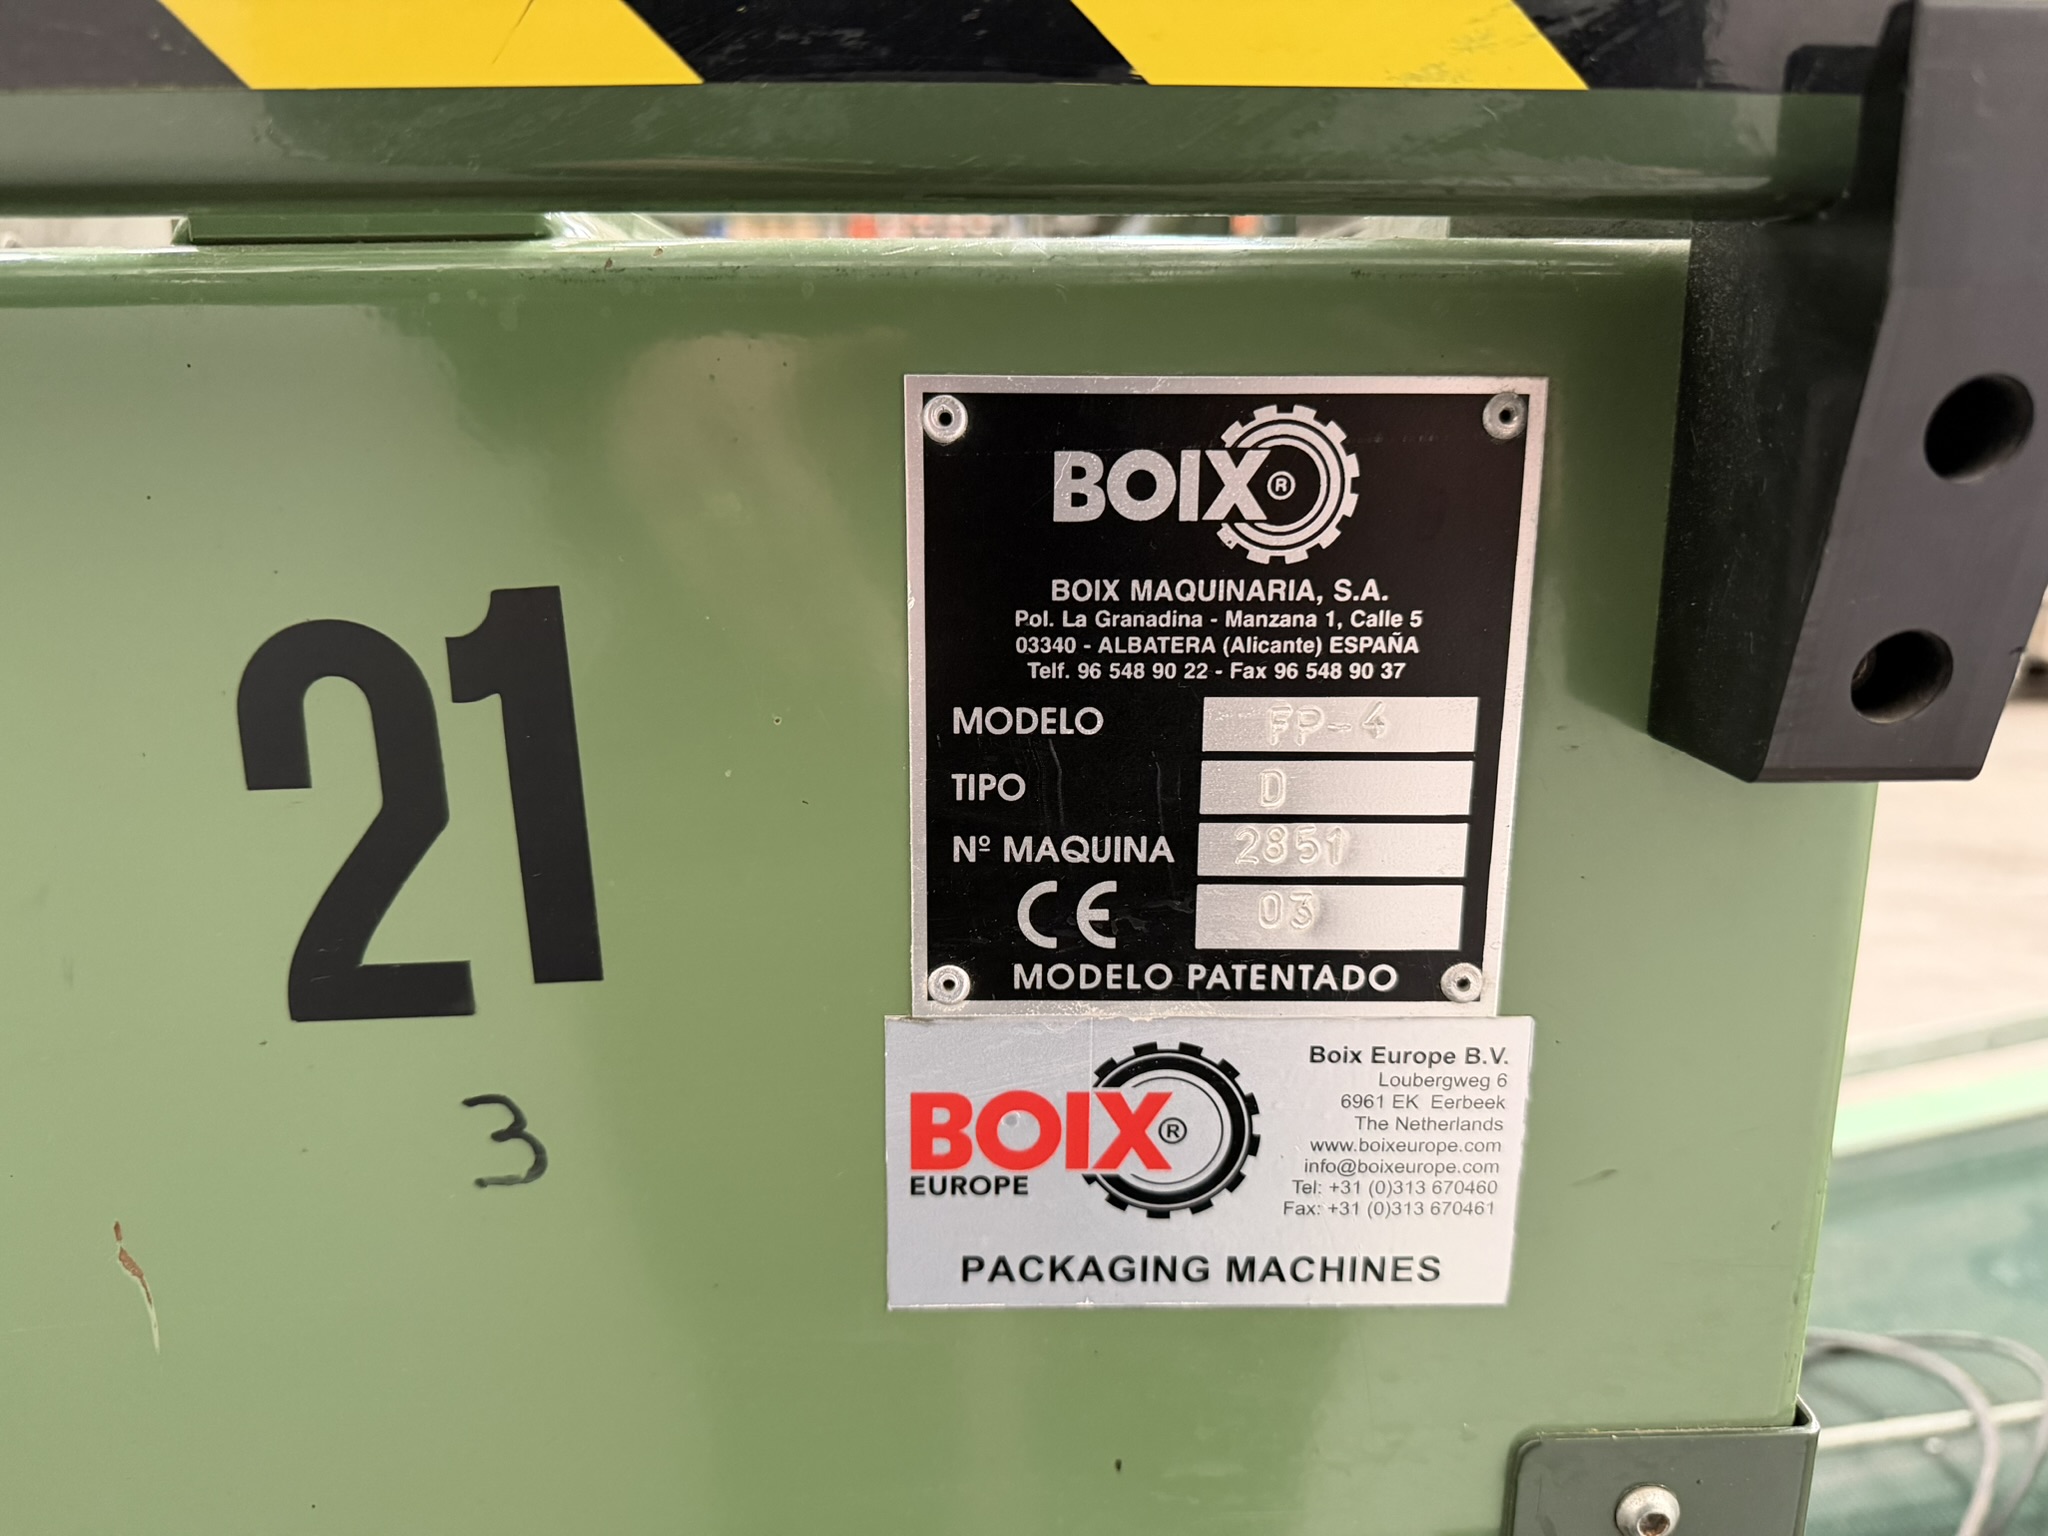 21
3
BOIX ®
BOIX MAQUINARIA, S.A.
Pol. La Granadina - Manzana 1, Calle 5
03340 - ALBATERA (Alicante) ESPAÑA
Telf. 96 548 90 22 - Fax 96 548 90 37
MODELO FP-4
TIPO D
Nº MAQUINA 2851
CE 03
MODELO PATENTADO
BOIX ®
EUROPE
Boix Europe B.V.
Loubergweg 6
6961 EK Eerbeek
The Netherlands
www.boixeurope.com
info@boixeurope.com
Tel: +31 (0)313 670460
Fax: +31 (0)313 670461
PACKAGING MACHINES